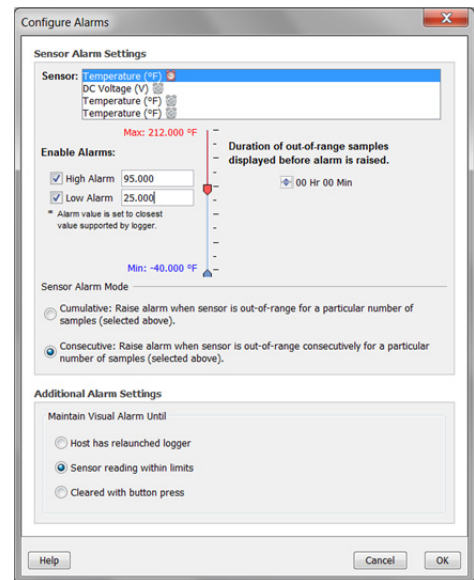 Configure Alarms
Sensor Alarm Settings
Sensor: Temperature (°F)
DC Voltage (V)
Temperature (°F)
Temperature (°F)
Max: 212.000 °F
Duration of out-of-range samples
displayed before alarm is raised.
Enable Alarms:
High Alarm 95.000
00 Hr 00 Min
Low Alarm 25.000
* Alarm value is set to closest
value supported by logger.
Min: -40.000 °F
Sensor Alarm Mode
Cumulative: Raise alarm when sensor is out-of-range for a particular number of
samples (selected above).
Consecutive: Raise alarm when sensor is out-of-range consecutively for a particular
number of samples (selected above).
Additional Alarm Settings
Maintain Visual Alarm Until
Host has relaunched logger
Sensor reading within limits
Cleared with button press
Help
Cancel
OK